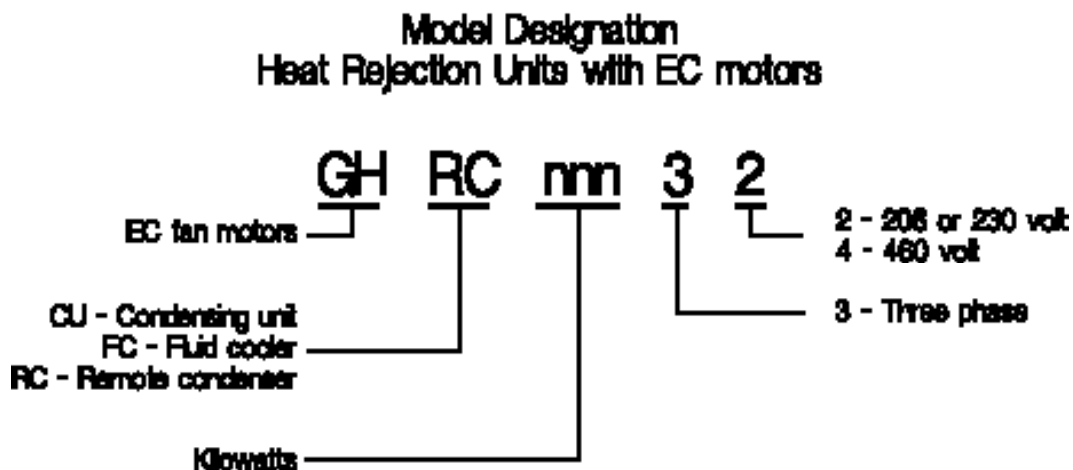 Model Designation
Heat Rejection Units with EC motors
GH RC nnn 3 2
EC fan motors
2 - 208 or 230 volt
4 - 460 volt
CU - Condensing unit
FC - Fluid cooler
RC - Remote condenser
3 - Three phase
Kilowatts